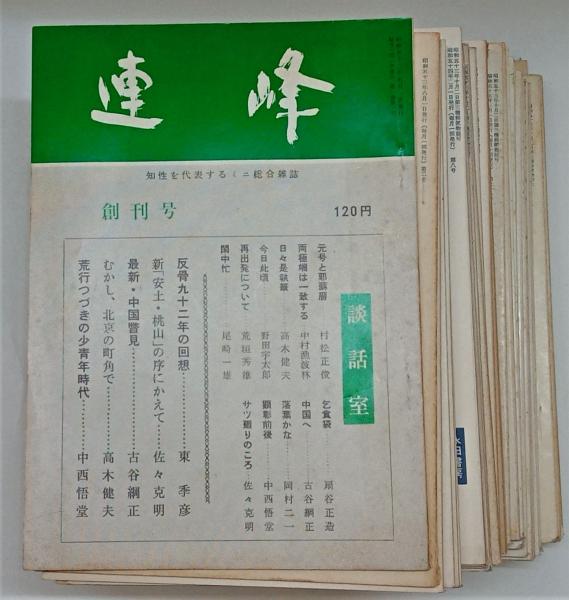 連峰
知性を代表するミニ総合雑誌
創刊号
120円
談話室
元号と耶蘇暦 村松正俊
両極端は一致する 中村漁波林
日々是執筆 高木健夫
今日此頃 野田宇太郎
再出発について 荒垣秀雄
閑中忙 尾崎一雄
乞食袋 扇谷正造
中国へ 古谷綱正
落葉かな 岡村二一
顕彰前後 中西悟堂
サツ廻りのころ 佐々克明
反骨九十二年の回想 東季彦
新「安土・桃山」の序にかえて 佐々克明
最新・中国瞥見 古谷綱正
むかし、北京の町角で 高木健夫
荒行つづきの少青年時代 中西悟堂